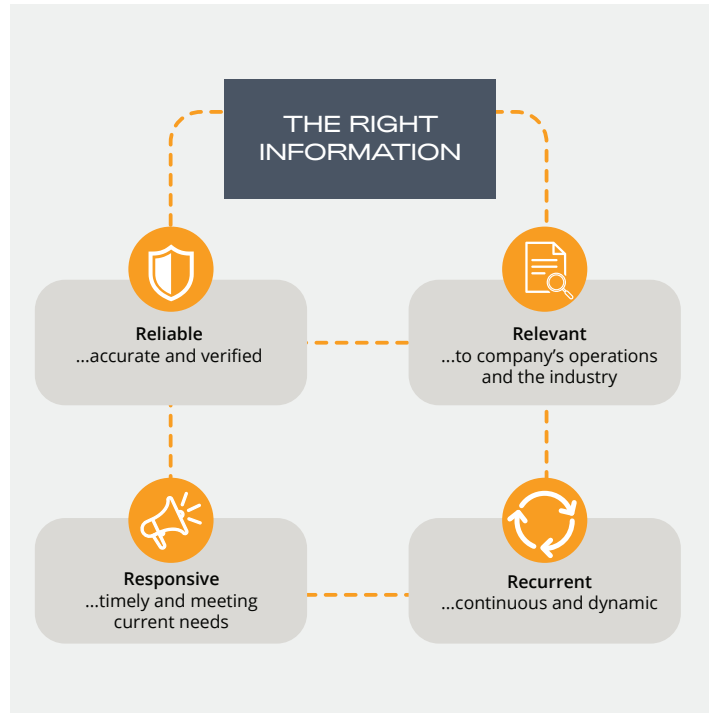 THE RIGHT
INFORMATION
Reliable
...accurate and verified
Relevant
...to company’s operations
and the industry
Responsive
...timely and meeting
current needs
Recurrent
...continuous and dynamic